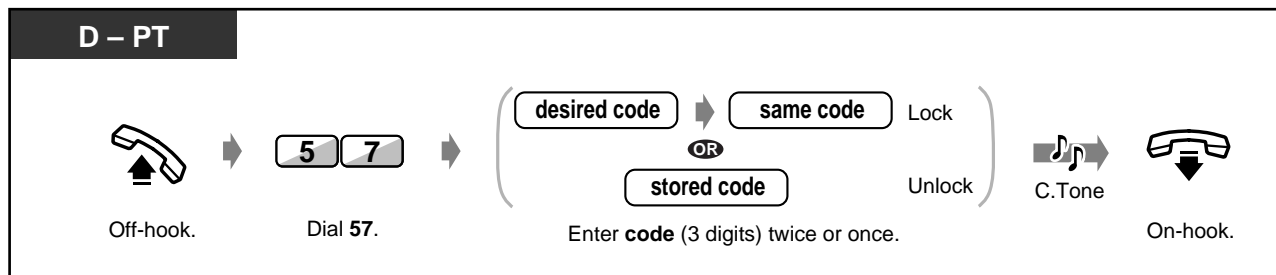 D – PT
desired code same code Lock
OR
stored code Unlock
5 7
C.Tone
Off-hook. Dial 57. Enter code (3 digits) twice or once. On-hook.